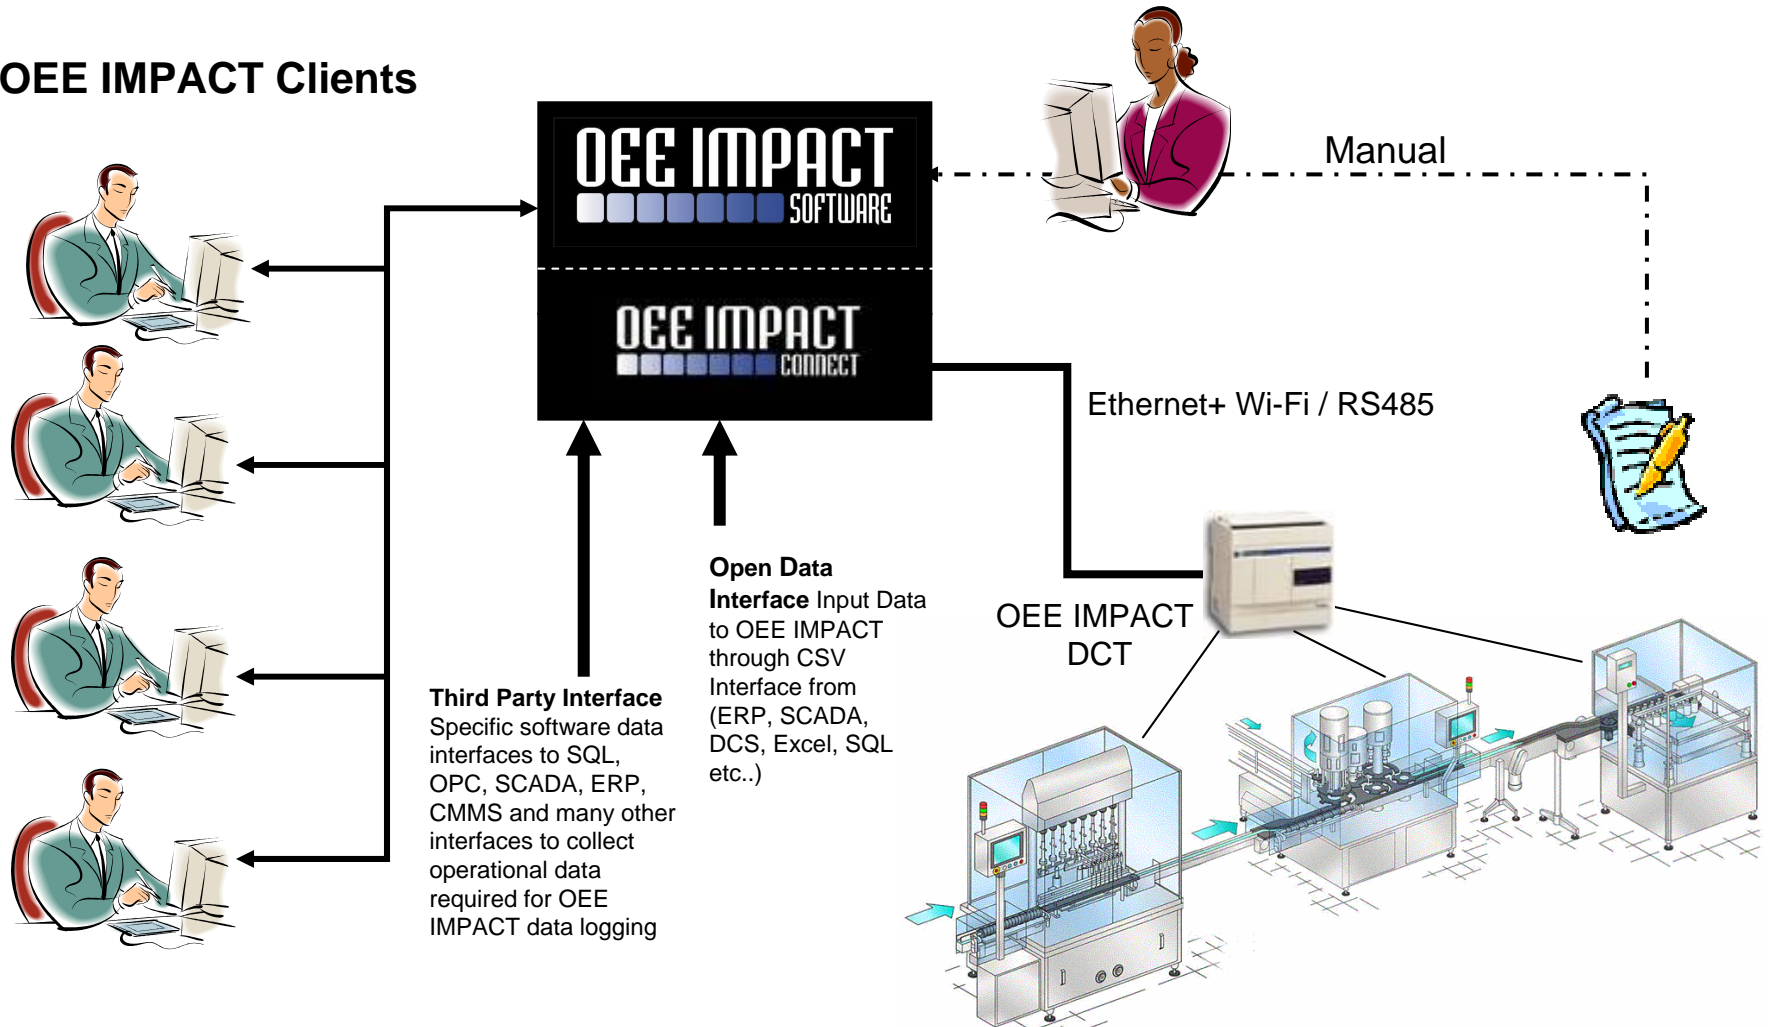 OEE IMPACT Clients
OEE IMPACT
SOFTWARE
OEE IMPACT
CONNECT
Manual
Ethernet+ Wi-Fi / RS485
OEE IMPACT
DCT
Open Data
Interface Input Data
to OEE IMPACT
through CSV
Interface from
(ERP, SCADA,
DCS, Excel, SQL
etc..)
Third Party Interface
Specific software data
interfaces to SQL,
OPC, SCADA, ERP,
CMMS and many other
interfaces to collect
operational data
required for OEE
IMPACT data logging